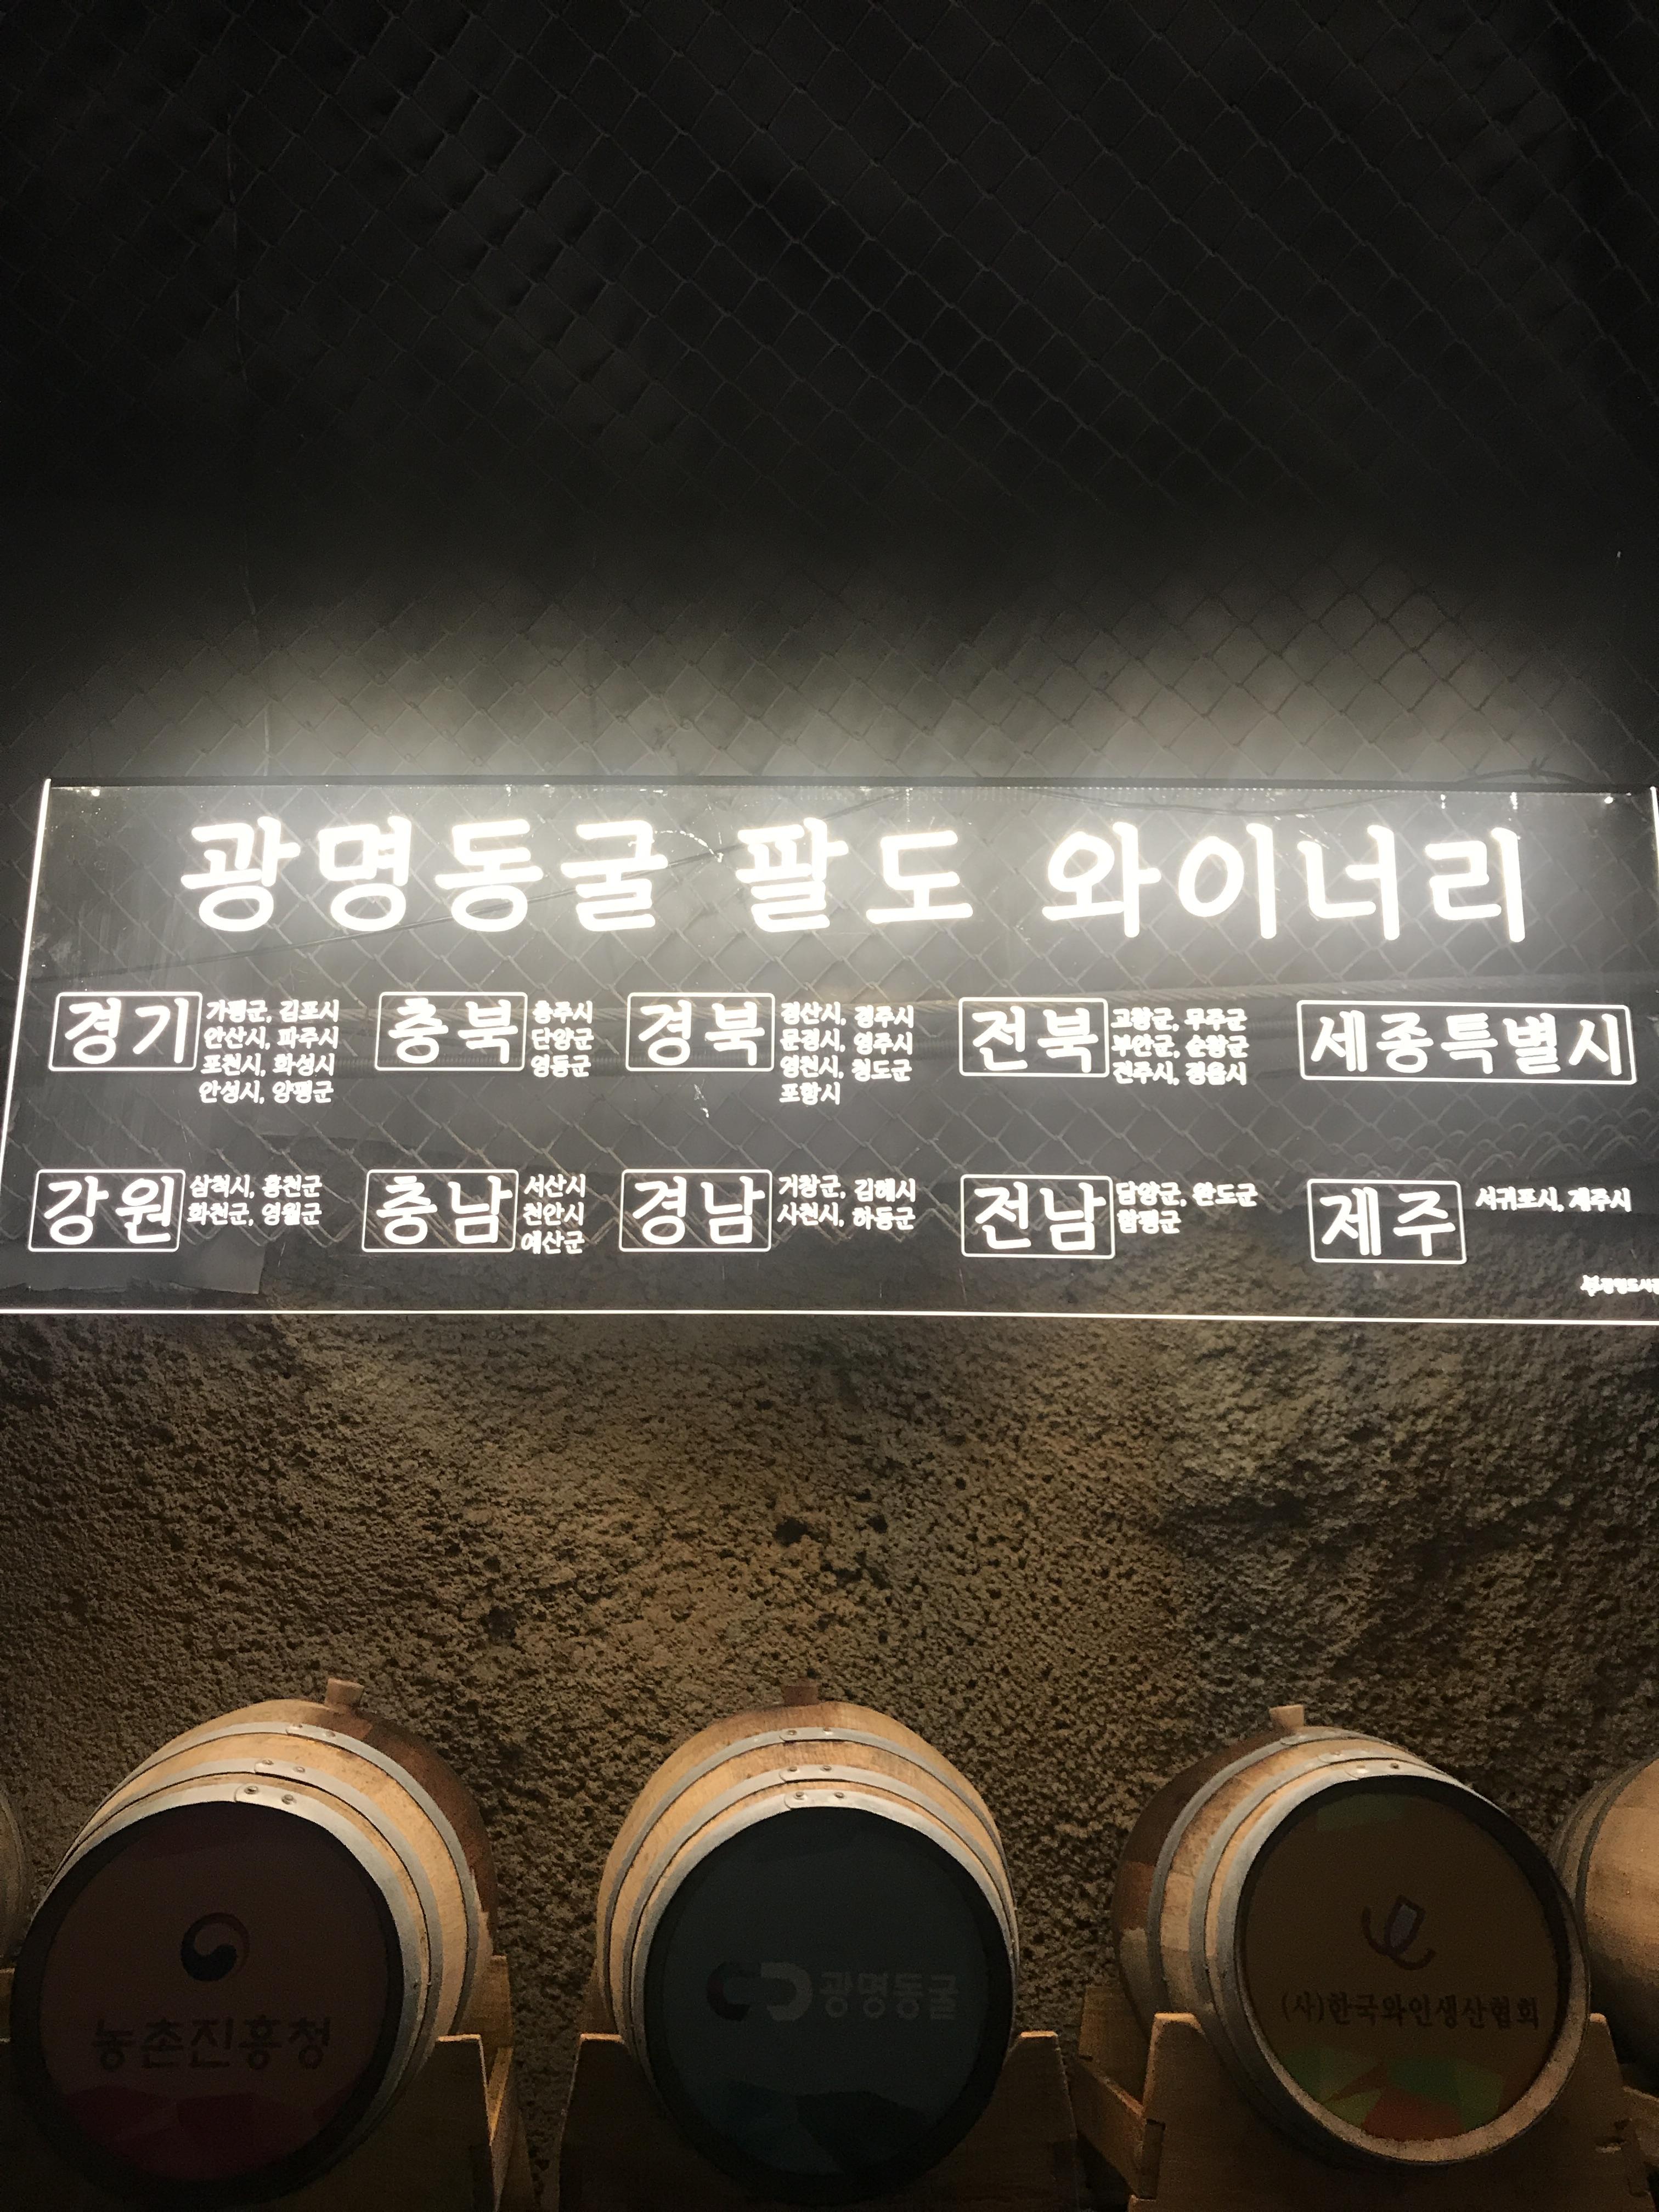 광명동굴 팔도 와이너리
경기
가평군, 김포시
안산시, 파주시
포천시, 화성시
안성시, 양평군
충북
충주시
단양군
영동군
경북
경산시, 경주시
문경시, 영주시
영천시, 청도군
포항시
전북
고창군, 무주군
부안군, 순창군
진주시, 정읍시
세종특별시
강원
삼척시, 홍천군
화천군, 영월군
충남
서산시
천안시
예산군
경남
거창군, 김해시
사천시, 하동군
전남
담양군, 완도군
함평군
제주
서귀포시, 제주시
농촌진흥청
광명동굴
(사)한국와인생산협회